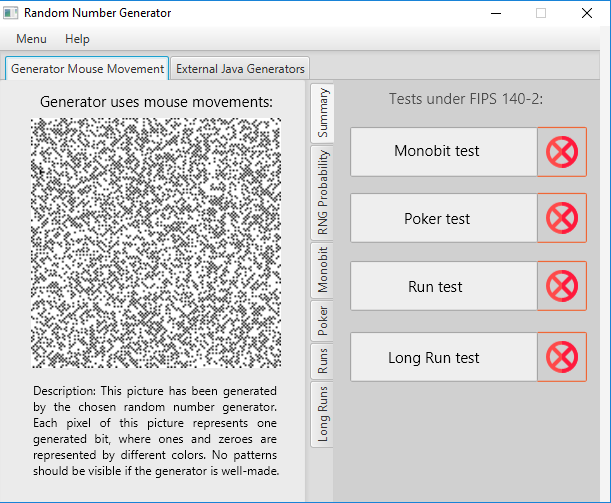 Random Number Generator
Menu Help
Generator Mouse Movement External Java Generators
Generator uses mouse movements:
Description: This picture has been generated
by the chosen random number generator.
Each pixel of this picture represents one
generated bit, where ones and zeroes are
represented by different colors. No patterns
should be visible if the generator is well-made.
Summary
RNG Probability
Monobit
Poker
Runs
Long Runs
Tests under FIPS 140-2:
Monobit test
Poker test
Run test
Long Run test